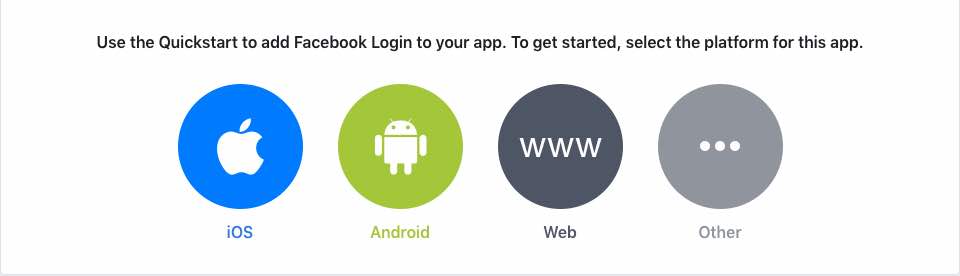 Use the Quickstart to add Facebook Login to your app. To get started, select the platform for this app.
www
iOS
Android
Web
Other